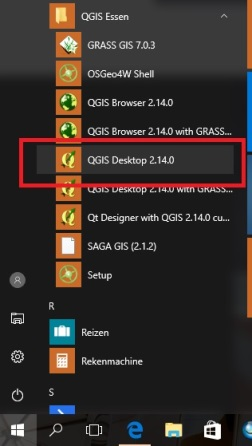 QGIS Essen
GRASS GIS 7.0.3
OSGeo4W Shell
QGIS Browser 2.14.0
QGIS Browser 2.14.0 with GRASS...
QGIS Desktop 2.14.0
QGIS Desktop 2.14.0 with GRASS...
Qt Designer with QGIS 2.14.0 cu...
SAGA GIS (2.1.2)
Setup
R
Reizen
Rekenmachine
S